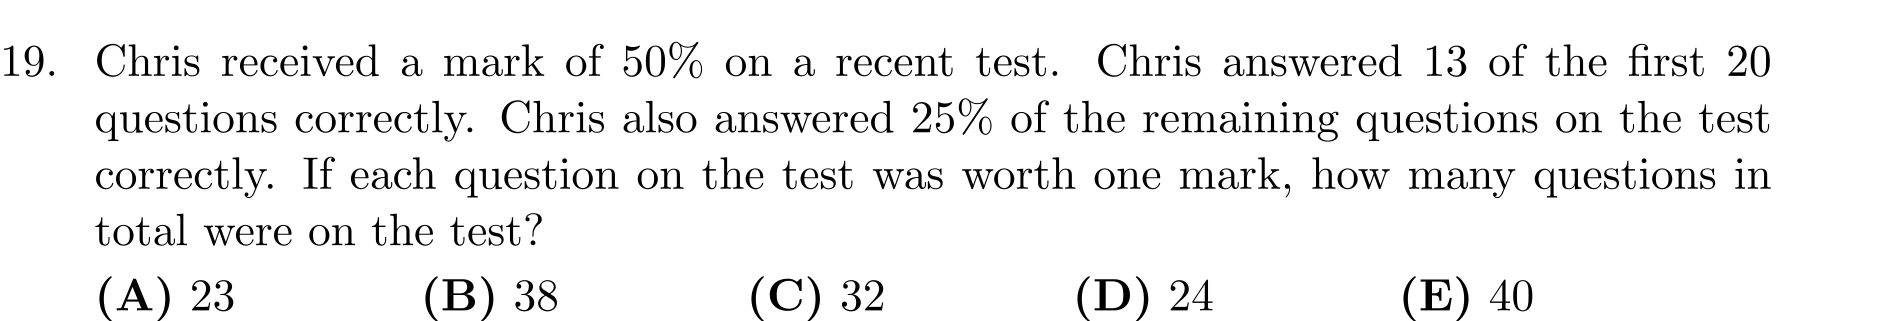 19. Chris received a mark of 50% on a recent test. Chris answered 13 of the first 20
questions correctly. Chris also answered 25% of the remaining questions on the test
correctly. If each question on the test was worth one mark, how many questions in
total were on the test?
(A) 23 (B) 38 (C) 32 (D) 24 (E) 40